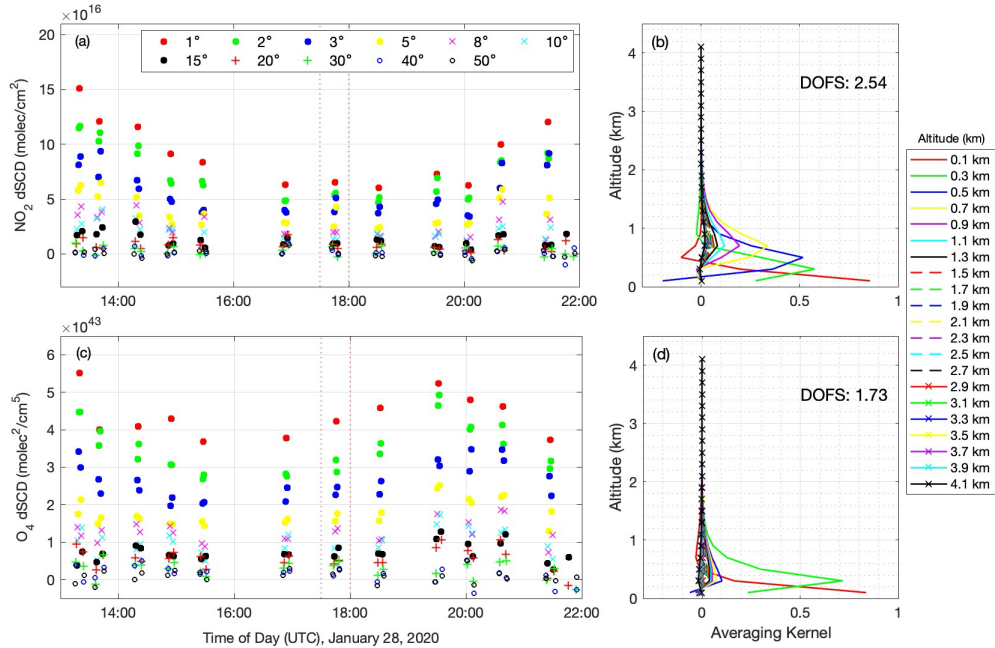 ×10¹⁶
(a)
1°
2°
3°
5°
8°
10°
15°
20°
30°
40°
50°
20
15
10
5
0
NO₂ dSCD (molec/cm²)
14:00
16:00
18:00
20:00
22:00
(b)
DOFS: 2.54
4
3
2
1
0
Altitude (km)
0
0.5
1
×10⁴³
(c)
6
5
4
3
2
1
0
O₄ dSCD (molec²/cm⁵)
14:00
16:00
18:00
20:00
22:00
Time of Day (UTC), January 28, 2020
(d)
DOFS: 1.73
4
3
2
1
0
Altitude (km)
0
0.5
1
Averaging Kernel
Altitude (km)
0.1 km
0.3 km
0.5 km
0.7 km
0.9 km
1.1 km
1.3 km
1.5 km
1.7 km
1.9 km
2.1 km
2.3 km
2.5 km
2.7 km
2.9 km
3.1 km
3.3 km
3.5 km
3.7 km
3.9 km
4.1 km